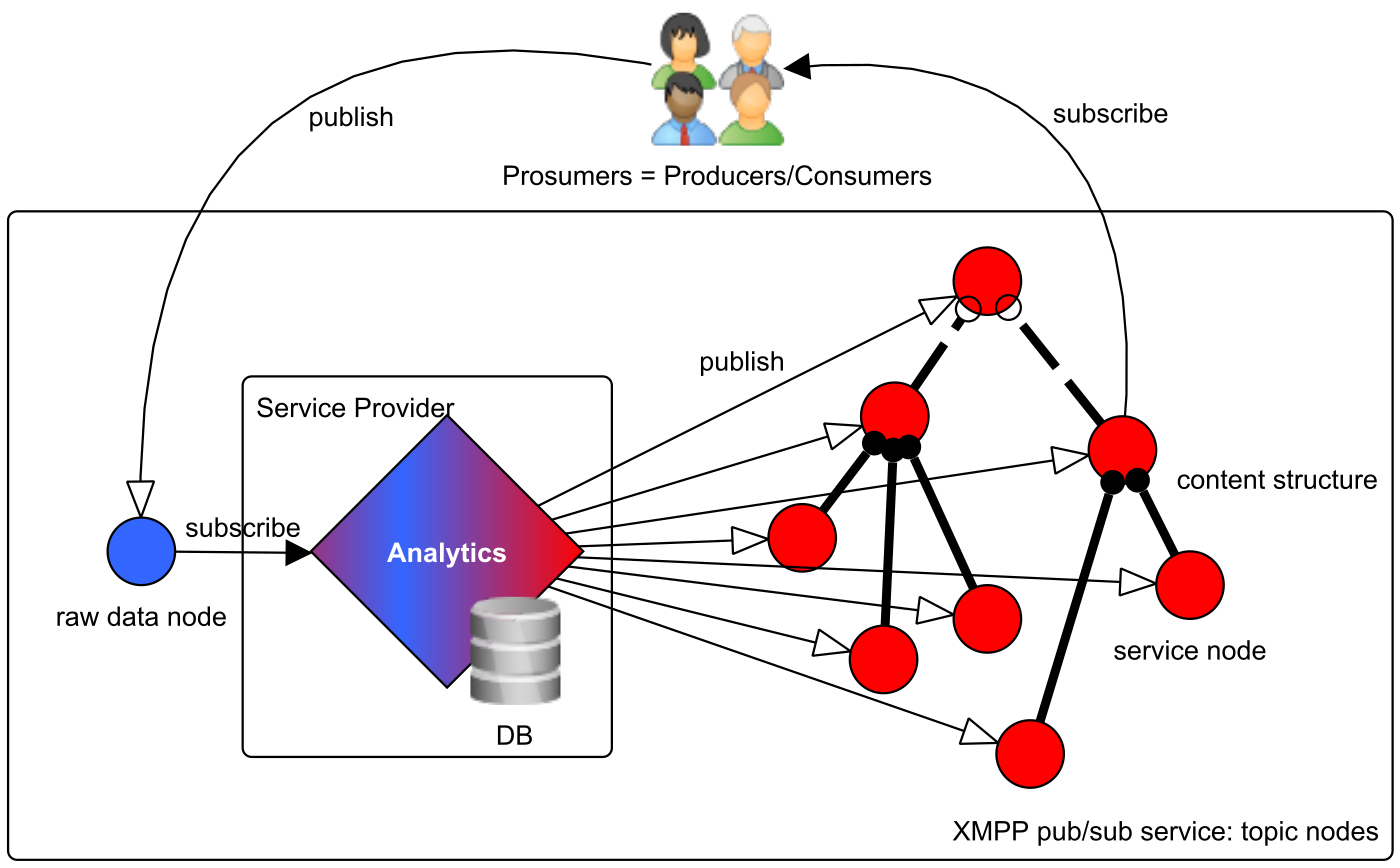 publish
subscribe
Prosumers = Producers/Consumers
publish
Service Provider
content structure
subscribe
Analytics
raw data node
service node
DB
XMPP pub/sub service: topic nodes